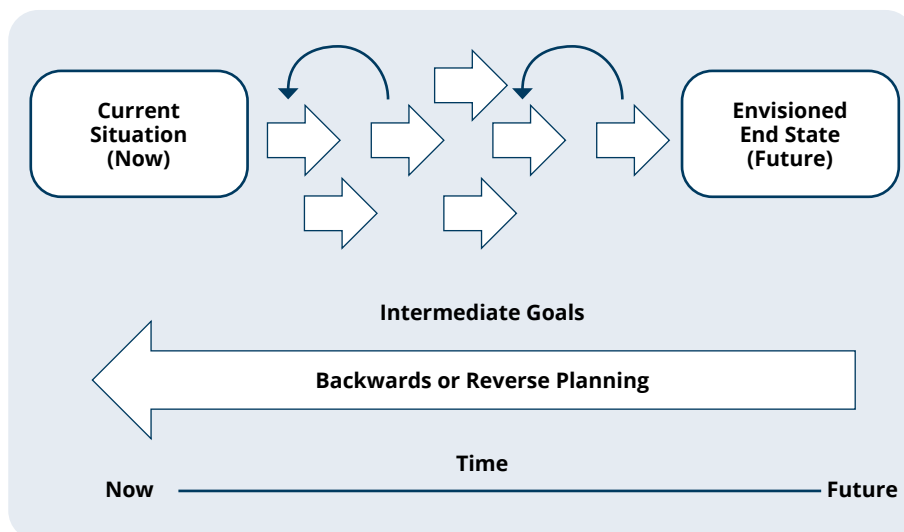 Current
Situation
(Now)
Envisioned
End State
(Future)
Intermediate Goals
Backwards or Reverse Planning
Time
Now
Future